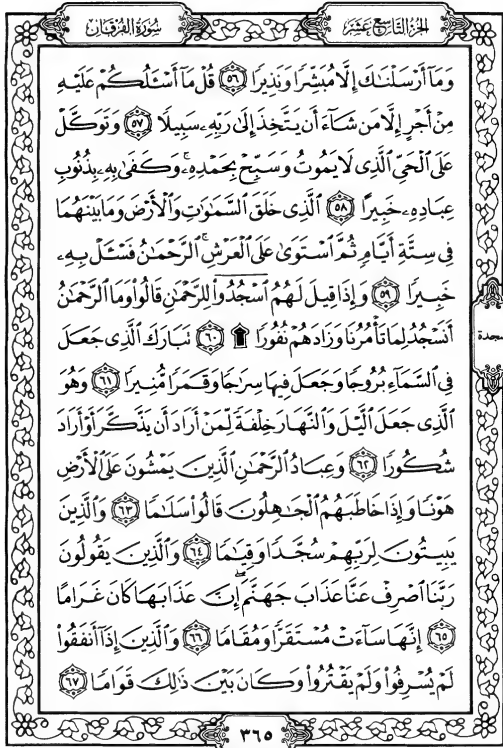 الجزء التاسع عشر
سورة الفرقان
وَمَآ أَرْسَلْنَٰكَ إِلَّا مُبَشِّرًا وَنَذِيرًا ٥٦ قُلْ مَآ أَسْـَٔلُكُمْ عَلَيْهِ
مِنْ أَجْرٍ إِلَّا مَن شَآءَ أَن يَتَّخِذَ إِلَىٰ رَبِّهِۦ سَبِيلًا ٥٧ وَتَوَكَّلْ
عَلَى ٱلْحَىِّ ٱلَّذِى لَا يَمُوتُ وَسَبِّحْ بِحَمْدِهِۦ ۚ وَكَفَىٰ بِهِۦ بِذُنُوبِ
عِبَادِهِۦ خَبِيرًا ٥٨ ٱلَّذِى خَلَقَ ٱلسَّمَٰوَٰتِ وَٱلْأَرْضَ وَمَا بَيْنَهُمَا
فِى سِتَّةِ أَيَّامٍ ثُمَّ ٱسْتَوَىٰ عَلَى ٱلْعَرْشِ ۚ ٱلرَّحْمَٰنُ فَسْـَٔلْ بِهِۦ
خَبِيرًا ٥٩ وَإِذَا قِيلَ لَهُمُ ٱسْجُدُوا۟ لِلرَّحْمَٰنِ قَالُوا۟ وَمَا ٱلرَّحْمَٰنُ
أَنَسْجُدُ لِمَا تَأْمُرُنَا وَزَادَهُمْ نُفُورًا ۩ ٦٠ تَبَارَكَ ٱلَّذِى جَعَلَ
سجدة
فِى ٱلسَّمَآءِ بُرُوجًا وَجَعَلَ فِيهَا سِرَٰجًا وَقَمَرًا مُّنِيرًا ٦١ وَهُوَ
ٱلَّذِى جَعَلَ ٱلَّيْلَ وَٱلنَّهَارَ خِلْفَةً لِّمَنْ أَرَادَ أَن يَذَّكَّرَ أَوْ أَرَادَ
شُكُورًا ٦٢ وَعِبَادُ ٱلرَّحْمَٰنِ ٱلَّذِينَ يَمْشُونَ عَلَى ٱلْأَرْضِ
هَوْنًا وَإِذَا خَاطَبَهُمُ ٱلْجَٰهِلُونَ قَالُوا۟ سَلَٰمًا ٦٣ وَٱلَّذِينَ
يَبِيتُونَ لِرَبِّهِمْ سُجَّدًا وَقِيَٰمًا ٦٤ وَٱلَّذِينَ يَقُولُونَ
رَبَّنَا ٱصْرِفْ عَنَّا عَذَابَ جَهَنَّمَ ۖ إِنَّ عَذَابَهَا كَانَ غَرَامًا
٦٥ إِنَّهَا سَآءَتْ مُسْتَقَرًّا وَمُقَامًا ٦٦ وَٱلَّذِينَ إِذَآ أَنفَقُوا۟
لَمْ يُسْرِفُوا۟ وَلَمْ يَقْتُرُوا۟ وَكَانَ بَيْنَ ذَٰلِكَ قَوَامًا ٦٧
٣٦٥